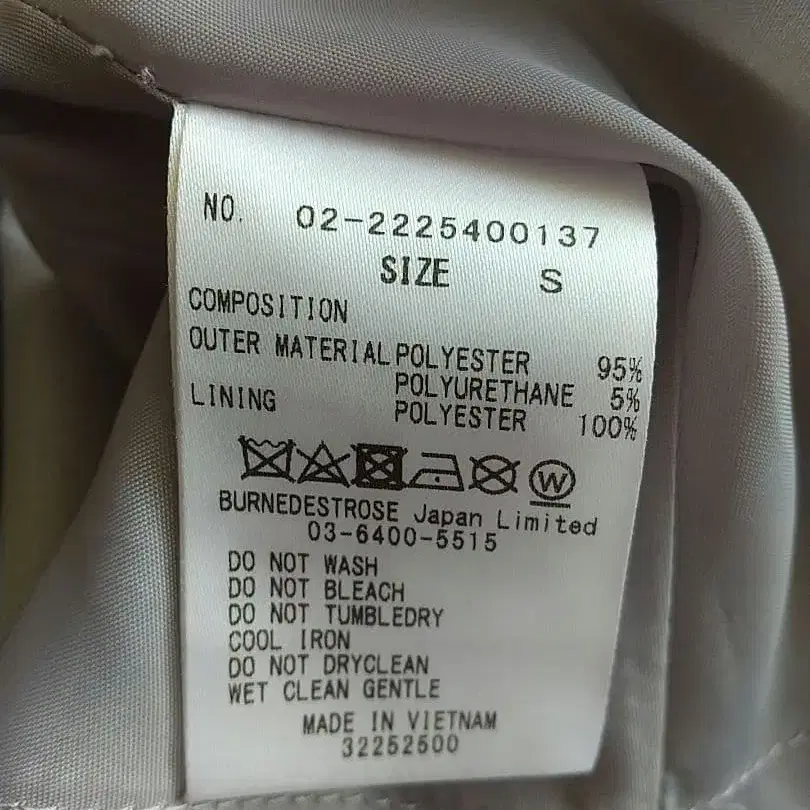 NO. 02-2225400137
SIZE S
COMPOSITION
OUTER MATERIAL POLYESTER 95%
POLYURETHANE 5%
LINING POLYESTER 100%
W
BURNEDESTROSE Japan Limited
03-6400-5515
DO NOT WASH
DO NOT BLEACH
DO NOT TUMBLEDRY
COOL IRON
DO NOT DRYCLEAN
WET CLEAN GENTLE
MADE IN VIETNAM
32252500